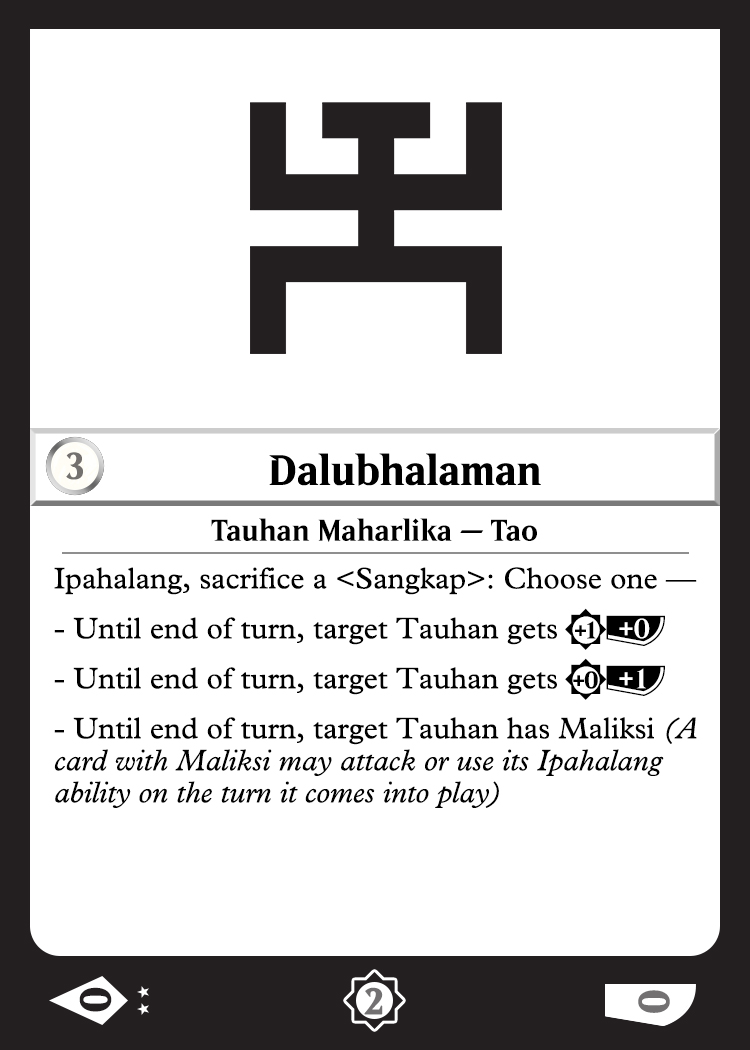 3
Dalubhalaman
Tauhan Maharlika — Tao
Ipahalang, sacrifice a <Sangkap>: Choose one —
- Until end of turn, target Tauhan gets +1 +0
- Until end of turn, target Tauhan gets +0 +1
- Until end of turn, target Tauhan has Maliksi (A
card with Maliksi may attack or use its Ipahalang
ability on the turn it comes into play)
0 2 0